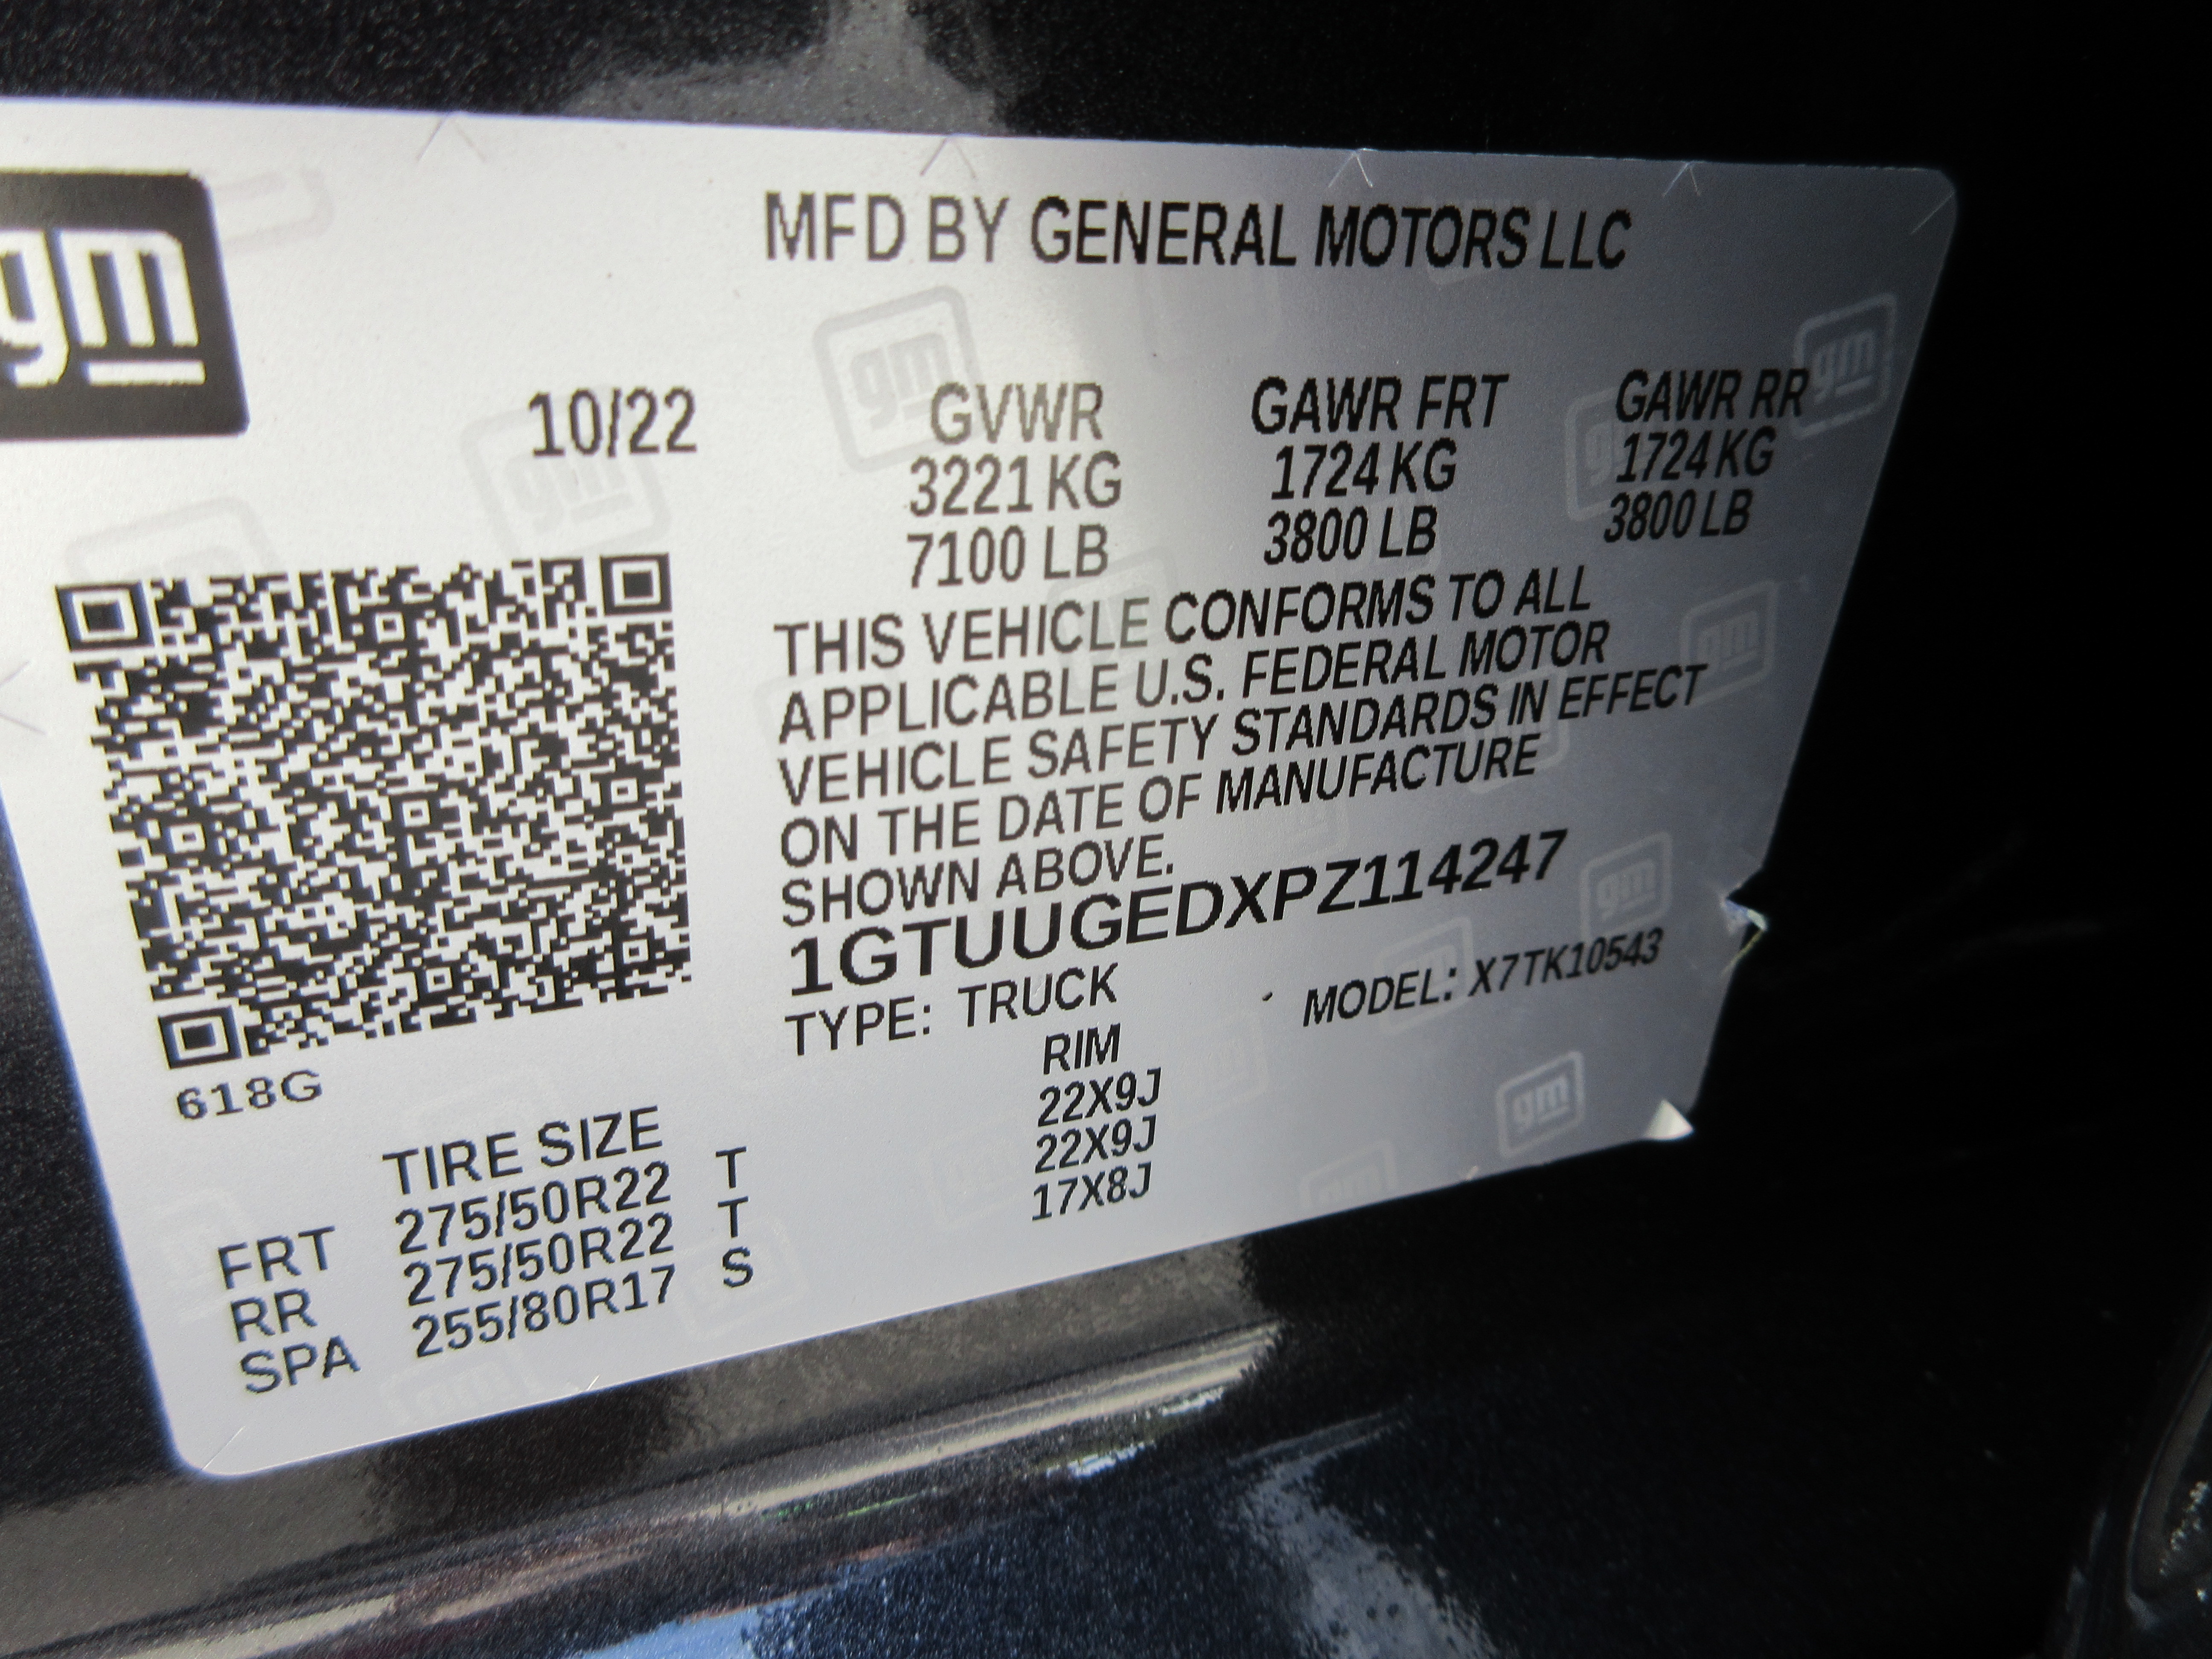 gm
MFD BY GENERAL MOTORS LLC
10/22 GVWR GAWR FRT GAWR RR
3221 KG 1724 KG 1724 KG
7100 LB 3800 LB 3800 LB
THIS VEHICLE CONFORMS TO ALL
APPLICABLE U.S. FEDERAL MOTOR
VEHICLE SAFETY STANDARDS IN EFFECT
ON THE DATE OF MANUFACTURE
SHOWN ABOVE.
1GTUUGEDXPZ114247
TYPE: TRUCK MODEL: X7TK10543
618G
TIRE SIZE RIM
FRT 275/50R22 T 22X9J
RR 275/50R22 T 22X9J
SPA 255/80R17 S 17X8J